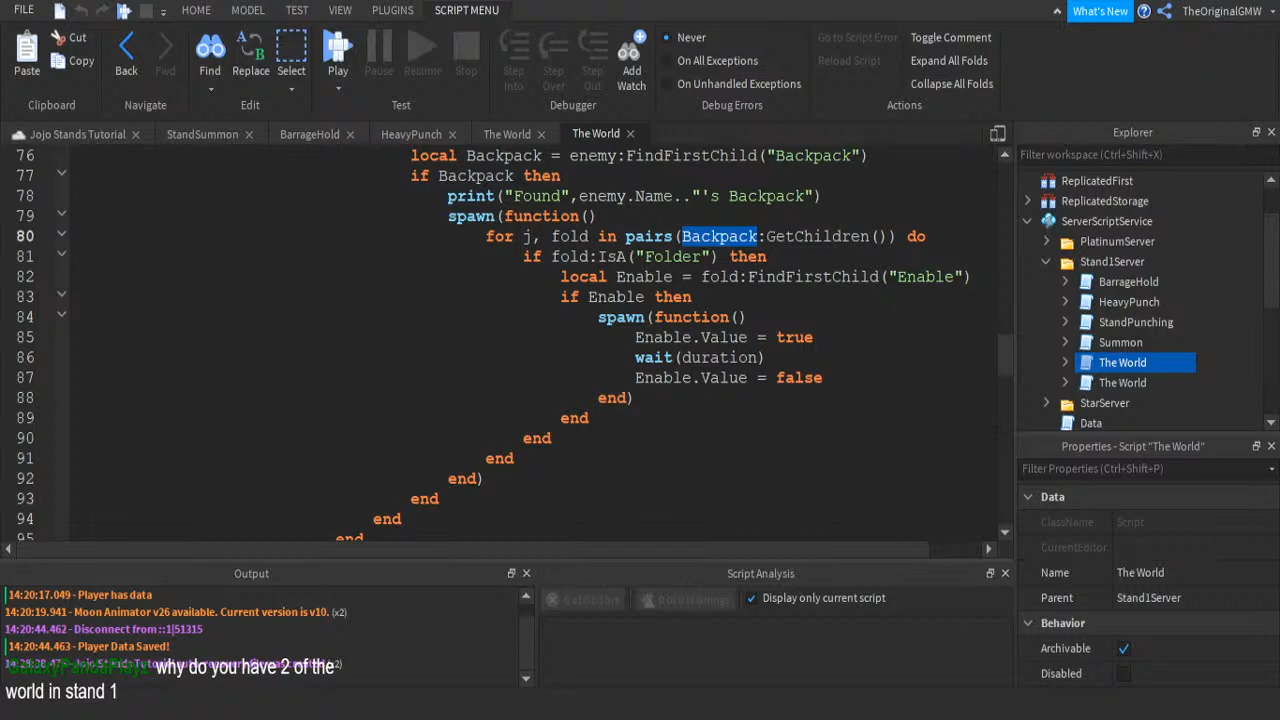 FILE HOME MODEL TEST VIEW PLUGINS SCRIPT MENU What's New TheOriginalGMW
Paste Cut Copy Back Fwd Find Replace Select Play Pause Resume Stop Step Into Step Over Step Out Add Watch
Never
On All Exceptions
On Unhandled Exceptions
Go to Script Error
Reload Script
Toggle Comment
Expand All Folds
Collapse All Folds
Clipboard Navigate Edit Test Debugger Debug Errors Actions
Jojo Stands Tutorial StandSummon BarrageHold HeavyPunch The World The World
76 local Backpack = enemy:FindFirstChild("Backpack")
77 if Backpack then
78 print("Found",enemy.Name.."'s Backpack")
79 spawn(function()
80 for j, fold in pairs(Backpack:GetChildren()) do
81 if fold:IsA("Folder") then
82 local Enable = fold:FindFirstChild("Enable")
83 if Enable then
84 spawn(function()
85 Enable.Value = true
86 wait(duration)
87 Enable.Value = false
88 end)
89 end
90 end
91 end
92 end)
93 end
94 end
95 end
Explorer
Filter workspace (Ctrl+Shift+X)
ReplicatedFirst
ReplicatedStorage
ServerScriptService
PlatinumServer
Stand1Server
BarrageHold
HeavyPunch
StandPunching
Summon
The World
The World
StarServer
Data
Properties - Script "The World"
Filter Properties (Ctrl+Shift+P)
Data
ClassName Script
CurrentEditor
Name The World
Parent Stand1Server
Behavior
Archivable
Disabled
Output
14:20:17.049 - Player has data
14:20:19.941 - Moon Animator v26 available. Current version is v10. (x2)
14:20:44.462 - Disconnect from ::1|51315
14:20:44.463 - Player Data Saved!
why do you have 2 of the
world in stand 1
Script Analysis
Display only current script